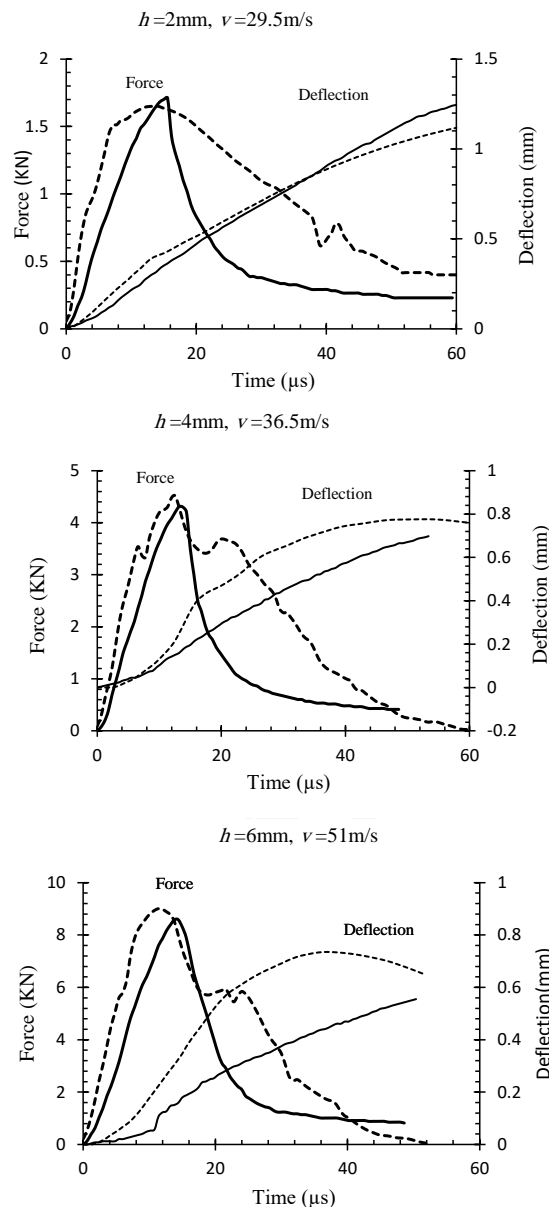 h=2mm, v=29.5m/s
Force
Deflection
2
1.5
1
0.5
0
1.5
1
0.5
0
0 20 40 60
Force (KN)
Deflection (mm)
Time (µs)
h=4mm, v=36.5m/s
Force
Deflection
5
4
3
2
1
0
1
0.8
0.6
0.4
0.2
0
-0.2
0 20 40 60
Force (KN)
Deflection (mm)
Time (µs)
h=6mm, v=51m/s
Force
Deflection
10
8
6
4
2
0
1
0.8
0.6
0.4
0.2
0
0 20 40 60
Force (KN)
Deflection(mm)
Time (µs)